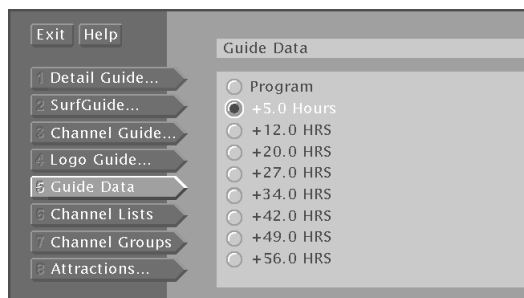 Exit Help
Guide Data
1 Detail Guide...
2 SurfGuide...
3 Channel Guide...
4 Logo Guide...
5 Guide Data
6 Channel Lists
7 Channel Groups
8 Attractions...
Program
+5.0 Hours
+12.0 HRS
+20.0 HRS
+27.0 HRS
+34.0 HRS
+42.0 HRS
+49.0 HRS
+56.0 HRS